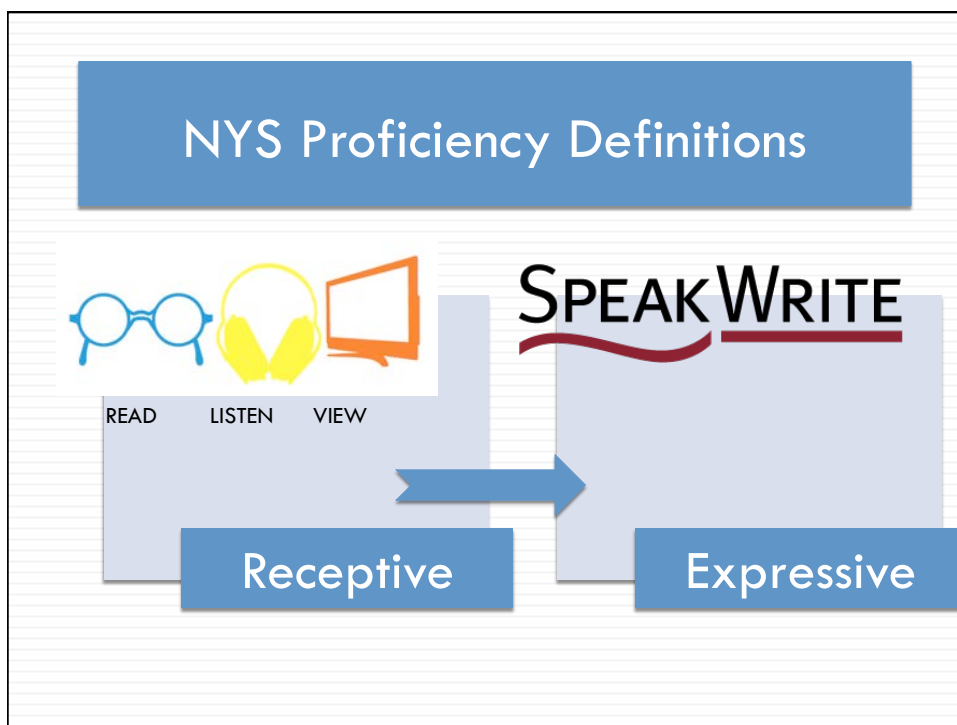 NYS Proficiency Definitions
SPEAKWRITE
READ LISTEN VIEW
Receptive
Expressive